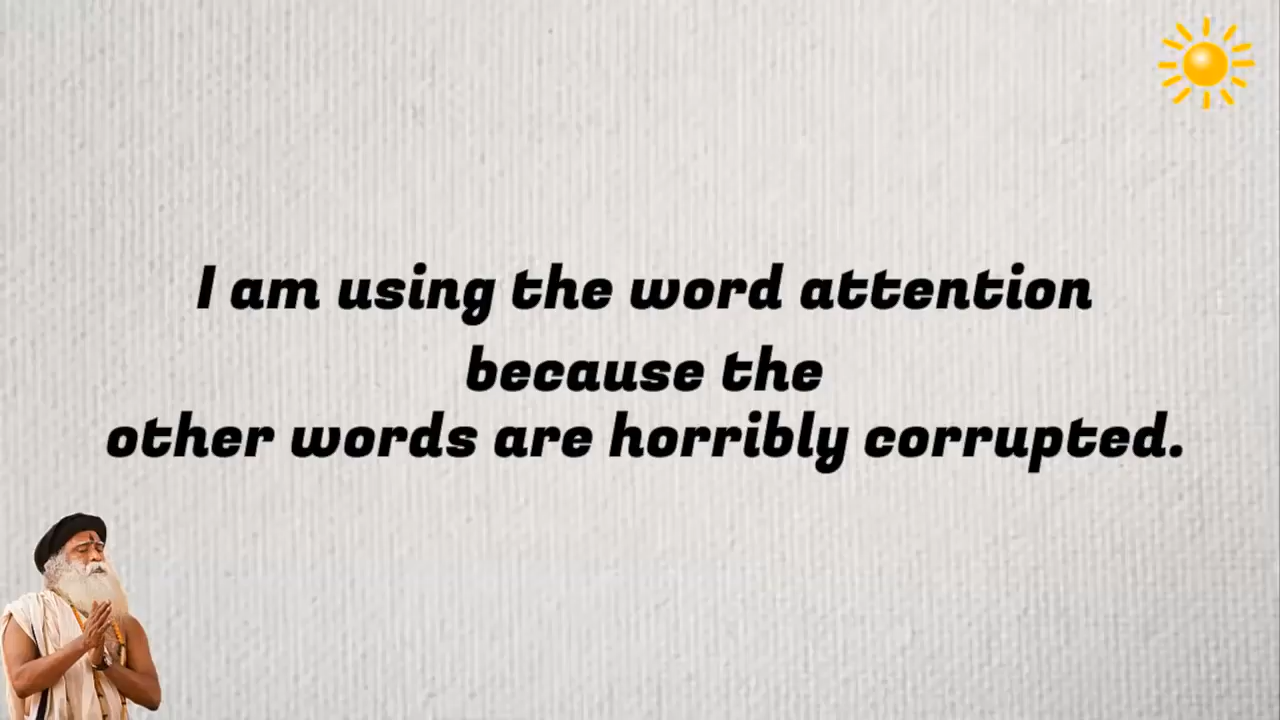 I am using the word attention
because the
other words are horribly corrupted.